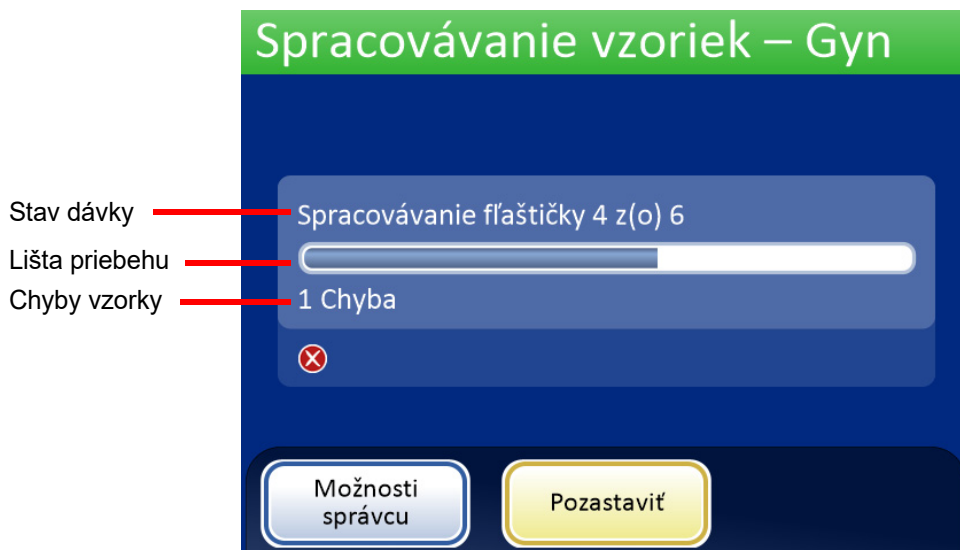 Spracovávanie vzoriek – Gyn
Stav dávky
Spracovávanie fľaštičky 4 z(o) 6
Lišta priebehu
Chyby vzorky
1 Chyba
Možnosti
správcu
Pozastaviť